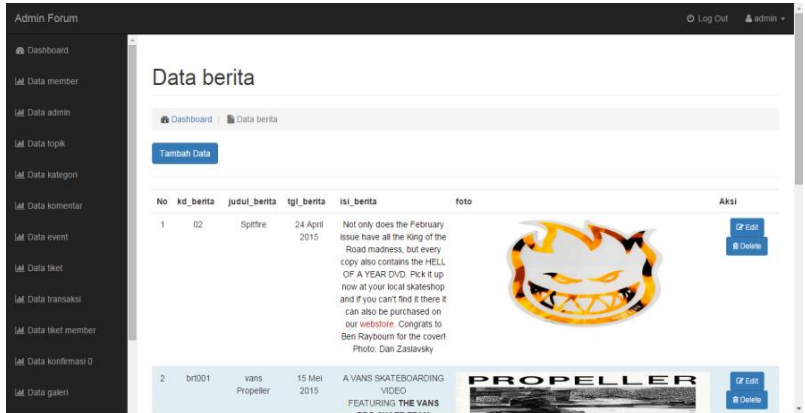 Admin Forum
Log Out
admin
Dashboard
Data member
Data admin
Data topik
Data kategori
Data komentar
Data event
Data tiket
Data transaksi
Data tiket member
Data konfirmasi 0
Data galeri
Data berita
Dashboard / Data berita
Tambah Data
No kd_berita judul_berita tgl_berita isi_berita foto Aksi
1 02 Spitfire 24 April 2015
Not only does the February
issue have all the King of the
Road madness, but every
copy also contains the HELL
OF A YEAR DVD. Pick it up
now at your local skateshop
and if you can't find it there it
can also be purchased on
our webstore. Congrats to
Ben Raybourn for the cover!
Photo: Dan Zaslavsky
Edit
Delete
2 brt001 vans Propeller 15 Mei 2015
A VANS SKATEBOARDING
VIDEO
FEATURING THE VANS
PROPELLER
Edit
Delete